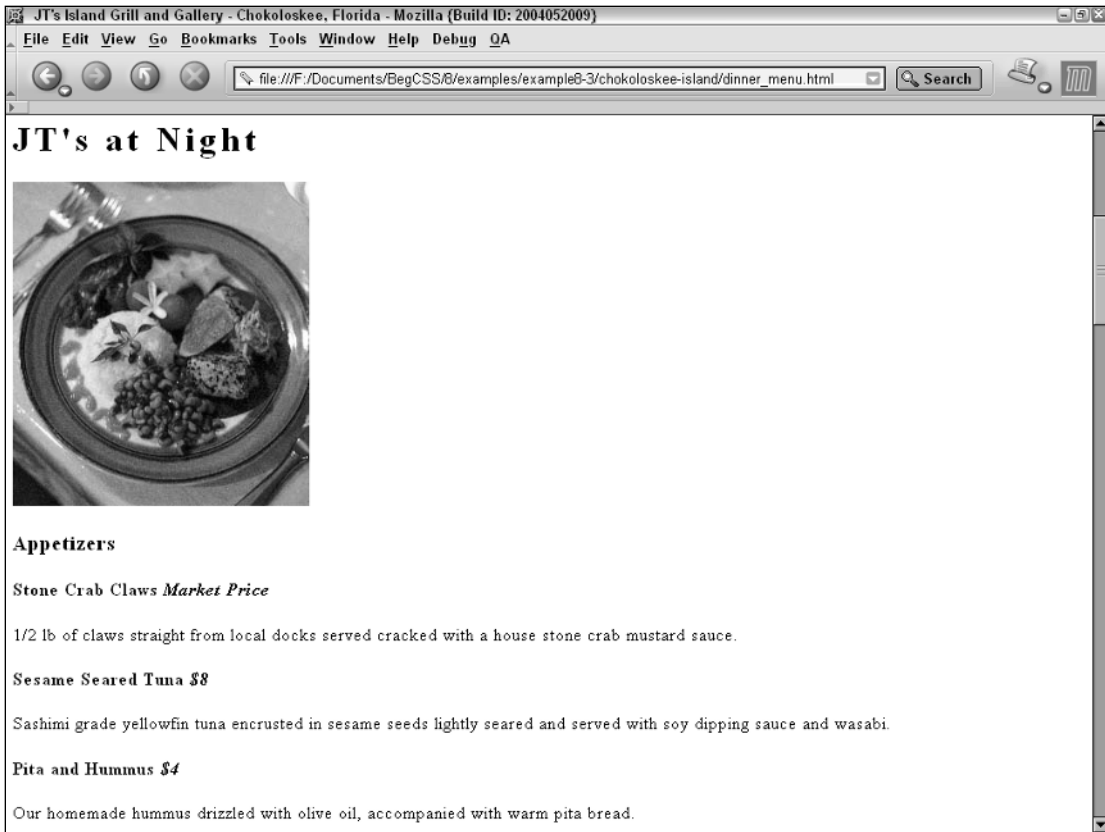 JT's Island Grill and Gallery - Chokoloskee, Florida - Mozilla {Build ID: 2004052009}
File Edit View Go Bookmarks Tools Window Help Debug QA
file:///F:/Documents/BegCSS/8/examples/example8-3/chokoloskee-island/dinner_menu.html Search
JT's at Night
Appetizers
Stone Crab Claws Market Price
1/2 lb of claws straight from local docks served cracked with a house stone crab mustard sauce.
Sesame Seared Tuna $8
Sashimi grade yellowfin tuna encrusted in sesame seeds lightly seared and served with soy dipping sauce and wasabi.
Pita and Hummus $4
Our homemade hummus drizzled with olive oil, accompanied with warm pita bread.